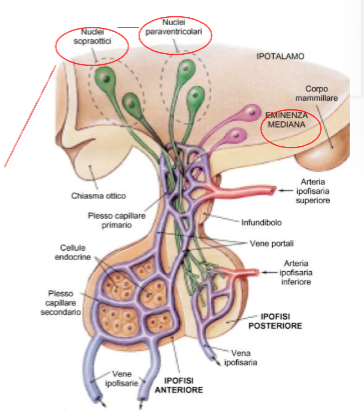 Nuclei
sopraottici
Nuclei
paraventricolari
IPOTALAMO
Corpo
mammillare
EMINENZA
MEDIANA
Chiasma ottico
Arteria
ipofisaria
superiore
Plesso capillare
primario
Infundibolo
Vene portali
Cellule
endocrine
Arteria
ipofisaria
inferiore
Plesso
capillare
secondario
IPOFISI
POSTERIORE
Vena
ipofisaria
Vene
ipofisarie
IPOFISI
ANTERIORE